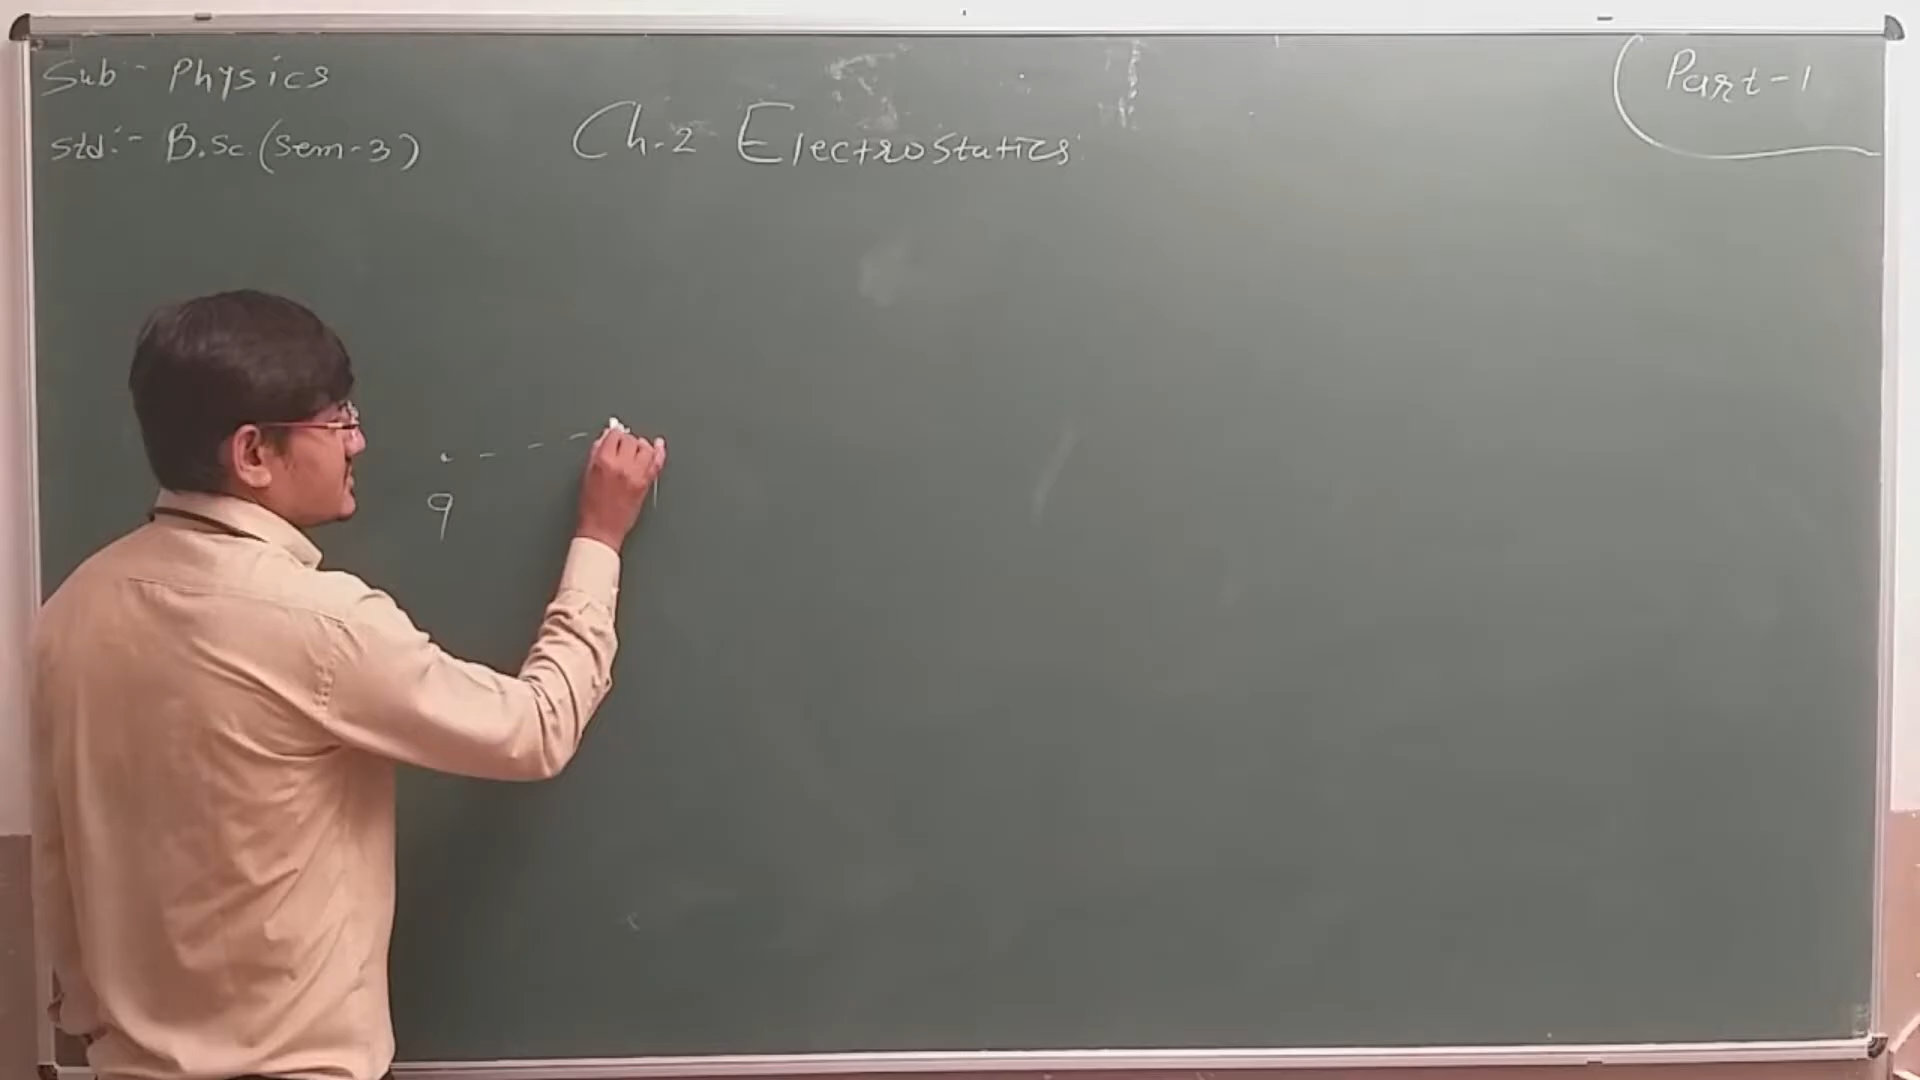 Sub - Physics
Part-1
Std:- B.Sc. (Sem-3)
Ch.2 Electrostatics
q